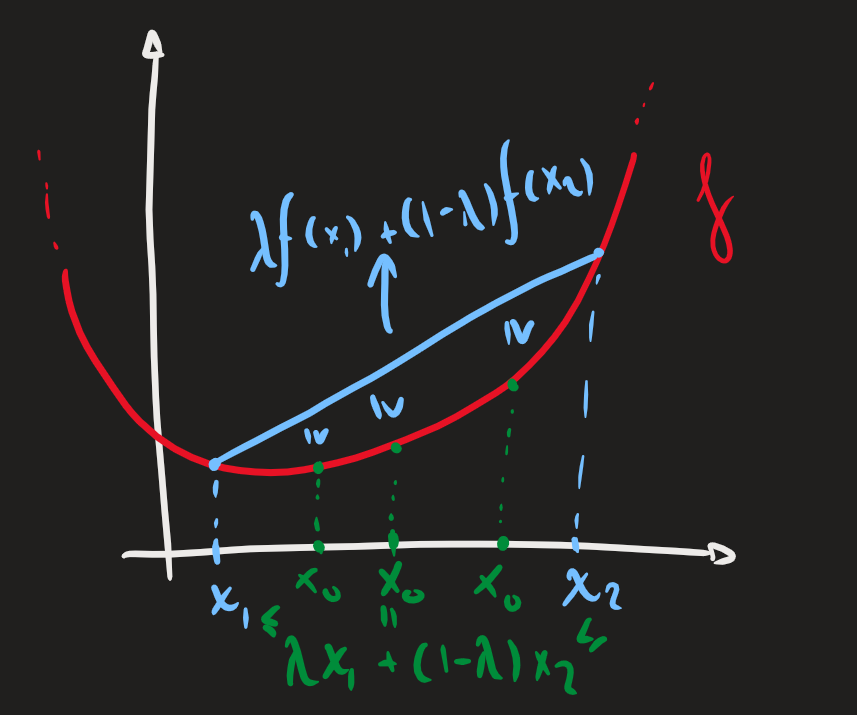 λf(x₁) + (1-λ)f(x₂)
f
≥
≥
≥
x₁ x₀ x₀ x₀ x₂
≤ = ≤
λx₁ + (1-λ)x₂